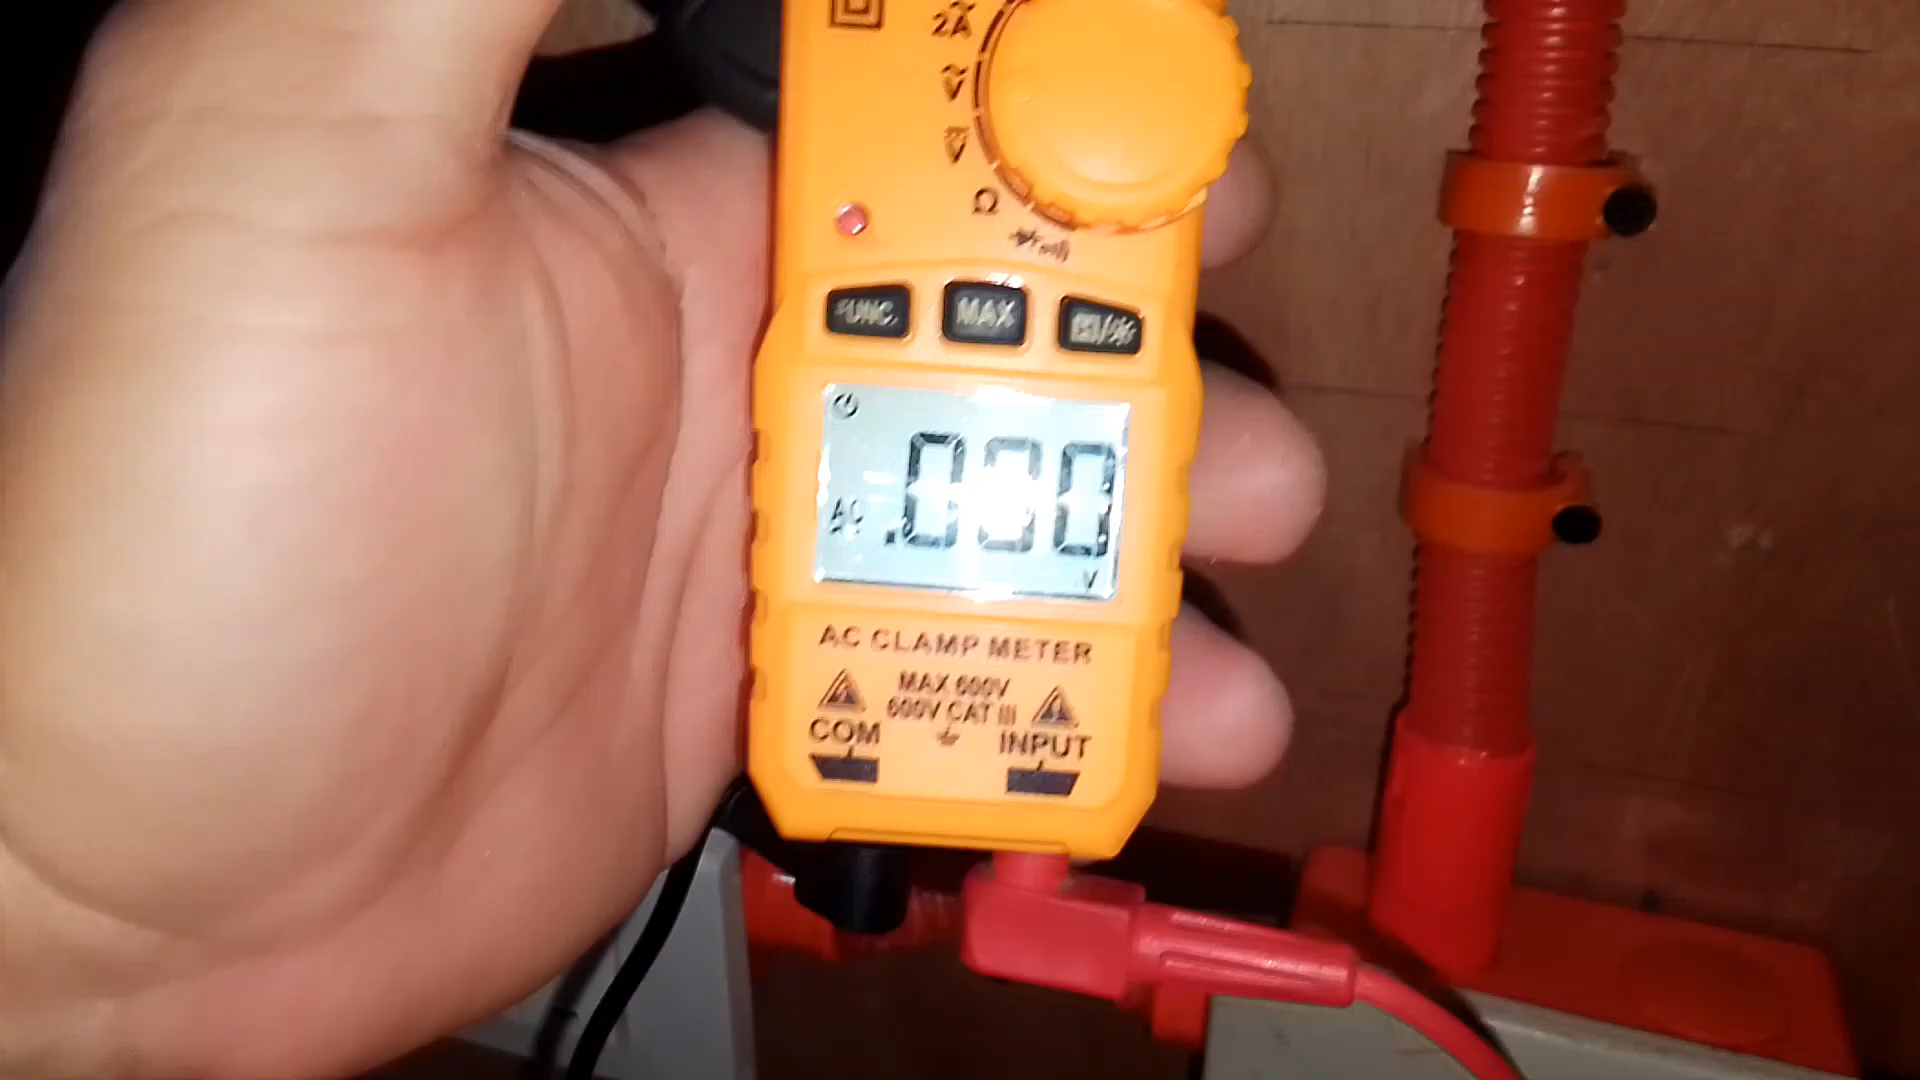 2A
V
V
Ω
FUNC.
MAX
AC
.000
V
AC CLAMP METER
MAX 600V
600V CAT III
COM
INPUT